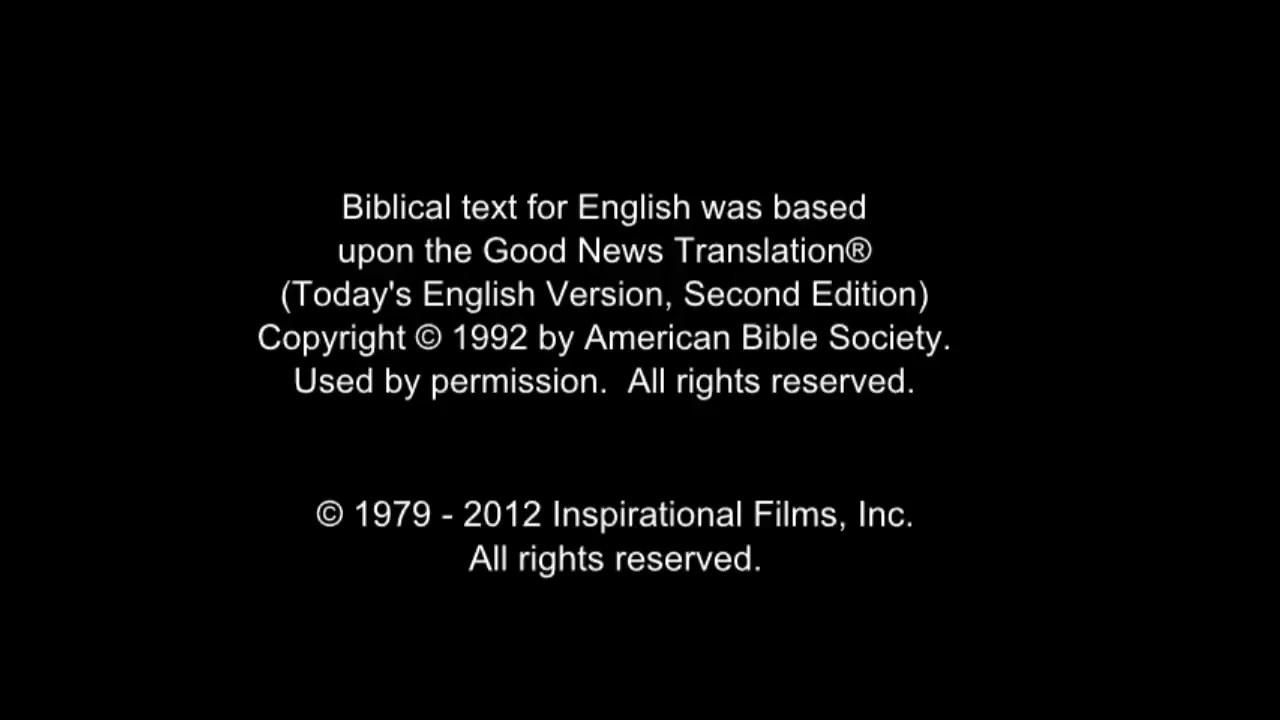 Biblical text for English was based
upon the Good News Translation®
(Today's English Version, Second Edition)
Copyright © 1992 by American Bible Society.
Used by permission.  All rights reserved.
© 1979 - 2012 Inspirational Films, Inc.
All rights reserved.